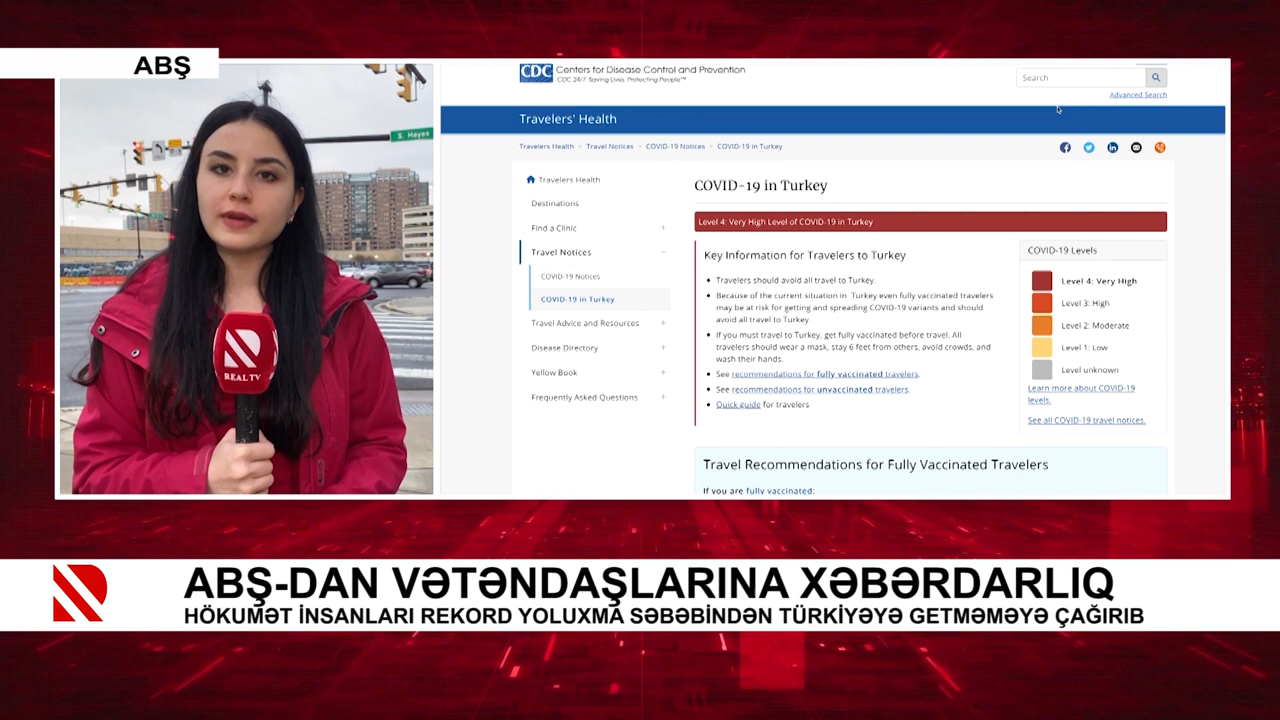 ABŞ
S. Hayes
REAL TV
CDC Centers for Disease Control and Prevention
CDC 24/7: Saving Lives. Protecting People™
Search
Advanced Search
Travelers' Health
Travelers Health
Travel Notices
COVID-19 Notices
COVID-19 in Turkey
Travelers Health
Destinations
Find a Clinic +
Travel Notices −
COVID-19 Notices
COVID-19 in Turkey
Travel Advice and Resources +
Disease Directory +
Yellow Book +
Frequently Asked Questions +
COVID-19 in Turkey
Level 4: Very High Level of COVID-19 in Turkey
Key Information for Travelers to Turkey
• Travelers should avoid all travel to Turkey.
• Because of the current situation in Turkey even fully vaccinated travelers
may be at risk for getting and spreading COVID-19 variants and should
avoid all travel to Turkey.
• If you must travel to Turkey, get fully vaccinated before travel. All
travelers should wear a mask, stay 6 feet from others, avoid crowds, and
wash their hands.
• See recommendations for fully vaccinated travelers.
• See recommendations for unvaccinated travelers.
• Quick guide for travelers
COVID-19 Levels
Level 4: Very High
Level 3: High
Level 2: Moderate
Level 1: Low
Level unknown
Learn more about COVID-19
levels.
See all COVID-19 travel notices.
Travel Recommendations for Fully Vaccinated Travelers
If you are fully vaccinated:
ABŞ-DAN VƏTƏNDAŞLARINA XƏBƏRDARLIQ
HÖKUMƏT İNSANLARI REKORD YOLUXMA SƏBƏBİNDƏN TÜRKİYƏYƏ GETMƏMƏYƏ ÇAĞIRIB